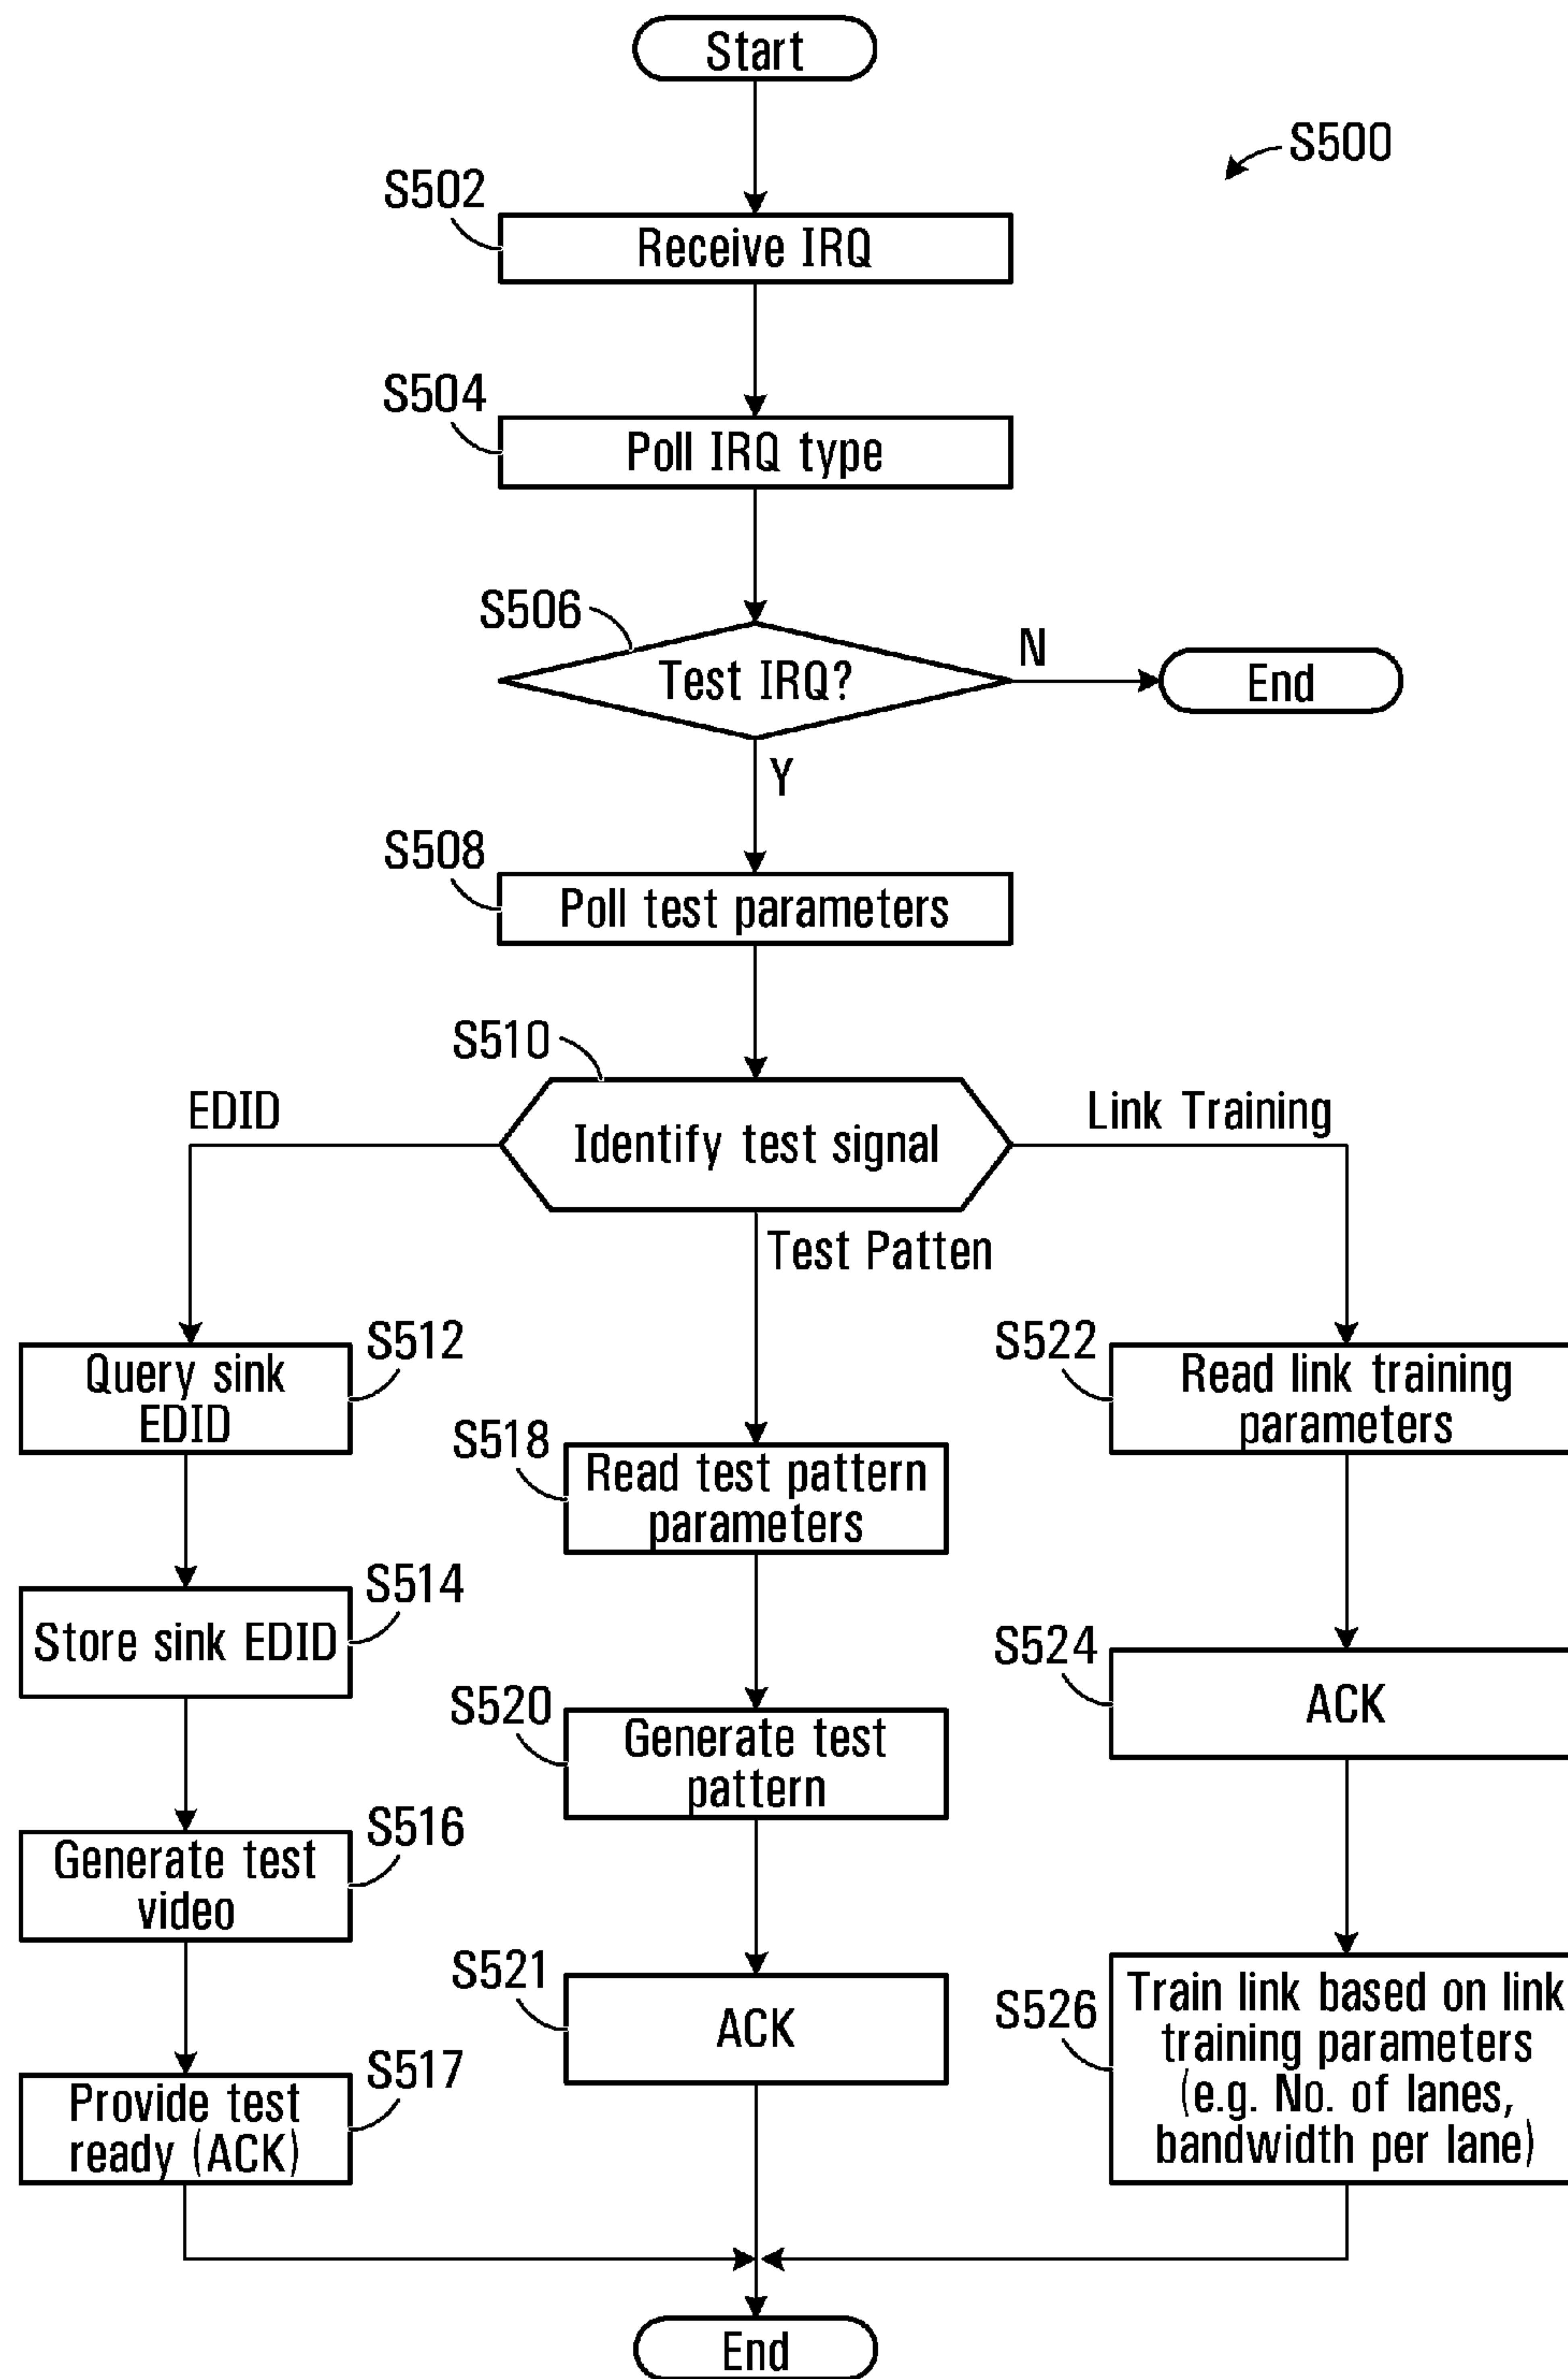 Start
S500
S502
Receive IRQ
S504
Poll IRQ type
S506
Test IRQ?
N
End
Y
S508
Poll test parameters
S510
EDID
Identify test signal
Link Training
Test Patten
S512
Query sink
EDID
S522
Read link training
parameters
S518
Read test pattern
parameters
S514
Store sink EDID
S524
ACK
S520
Generate test
pattern
S516
Generate test
video
S521
ACK
S526
Train link based on link
training parameters
(e.g. No. of lanes,
bandwidth per lane)
S517
Provide test
ready (ACK)
End